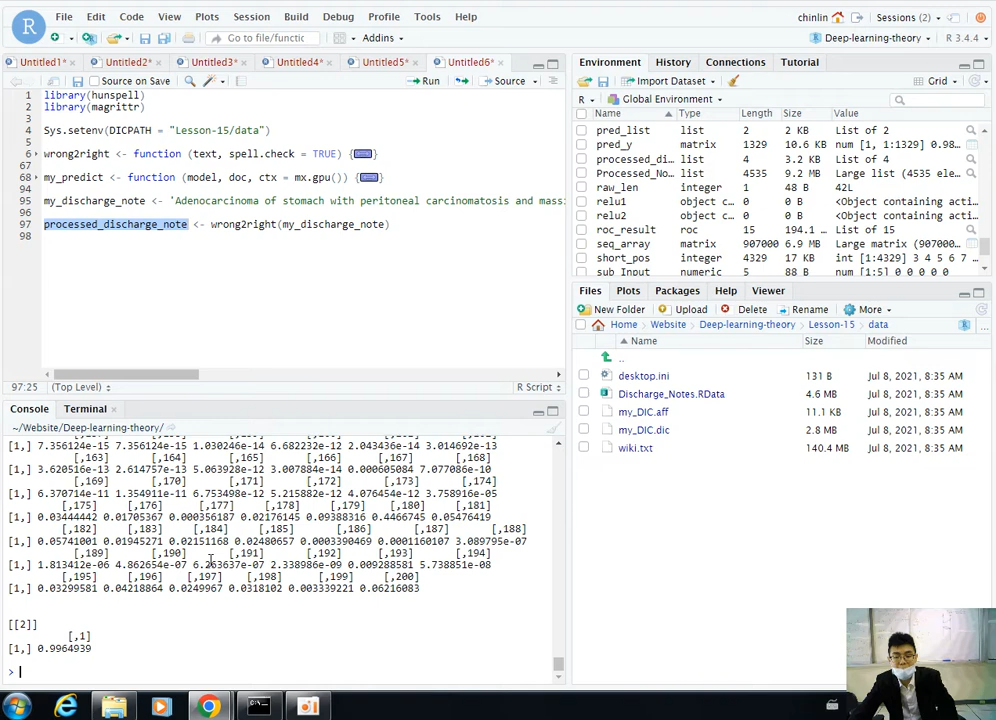 File Edit Code View Plots Session Build Debug Profile Tools Help
chinlin
Go to file/functic
Addins
Sessions (2)
Deep-learning-theory
R 3.4.4
Untitled1* Untitled2* Untitled3* Untitled4* Untitled5* Untitled6*
Source on Save
Run
Source
1 library(hunspell)
2 library(magrittr)
3
4 Sys.setenv(DICPATH = "Lesson-15/data")
5
6 wrong2right <- function (text, spell.check = TRUE) {
67
68 my_predict <- function (model, doc, ctx = mx.gpu()) {
94
95 my_discharge_note <- 'Adenocarcinoma of stomach with peritoneal carcinomatosis and mass
96
97 processed_discharge_note <- wrong2right(my_discharge_note)
98
97:25 (Top Level) R Script
Console Terminal
~/Website/Deep-learning-theory/
[1,] 7.356124e-15 7.356124e-15 1.030246e-14 6.682232e-12 2.043436e-14 3.014692e-13
[,163] [,164] [,165] [,166] [,167] [,168]
[1,] 3.620516e-13 2.614757e-13 5.063928e-12 3.007884e-14 0.000605084 7.077086e-10
[,169] [,170] [,171] [,172] [,173] [,174]
[1,] 6.370714e-11 1.354911e-11 6.753498e-12 5.215882e-12 4.076454e-12 3.758916e-05
[,175] [,176] [,177] [,178] [,179] [,180] [,181]
[1,] 0.03444442 0.01705367 0.000356187 0.02176145 0.09388316 0.4466745 0.05476419
[,182] [,183] [,184] [,185] [,186] [,187] [,188]
[1,] 0.05741001 0.01945271 0.02151168 0.02480657 0.0003390469 0.0001160107 3.089795e-07
[,189] [,190] [,191] [,192] [,193] [,194]
[1,] 1.813412e-06 4.862654e-07 6.263637e-07 2.338986e-09 0.009288581 5.738851e-08
[,195] [,196] [,197] [,198] [,199] [,200]
[1,] 0.03299581 0.04218864 0.0249967 0.0318102 0.003339221 0.06216083
[[2]]
[,1]
[1,] 0.9964939
>
Environment History Connections Tutorial
Import Dataset
Grid
R Global Environment
Name Type Length Size Value
pred_list list 2 2 KB List of 2
pred_y matrix 1329 10.6 KB num [1, 1:1329] 0.98…
processed_di… list 4 3.2 KB List of 4
Processed_No… list 4535 9.2 MB Large list (4535 ele…
raw_len integer 1 48 B 42L
relu1 object c… 0 0 B <Object containing acti…
relu2 object c… 0 0 B <Object containing acti…
roc_result roc 15 194.1 … List of 15
seq_array matrix 907000 6.9 MB Large matrix (907000…
short_pos integer 4329 17 KB int [1:4329] 3 4 5 6 7 …
sub_Input numeric 5 88 B num [1:5] 0 0 0 0 0
Files Plots Packages Help Viewer
New Folder Upload Delete Rename More
Home Website Deep-learning-theory Lesson-15 data
...
Name Size Modified
..
desktop.ini 131 B Jul 8, 2021, 8:35 AM
Discharge_Notes.RData 4.6 MB Jul 8, 2021, 8:35 AM
my_DIC.aff 11.1 KB Jul 8, 2021, 8:35 AM
my_DIC.dic 2.8 MB Jul 8, 2021, 8:35 AM
wiki.txt 140.4 MB Jul 8, 2021, 8:35 AM